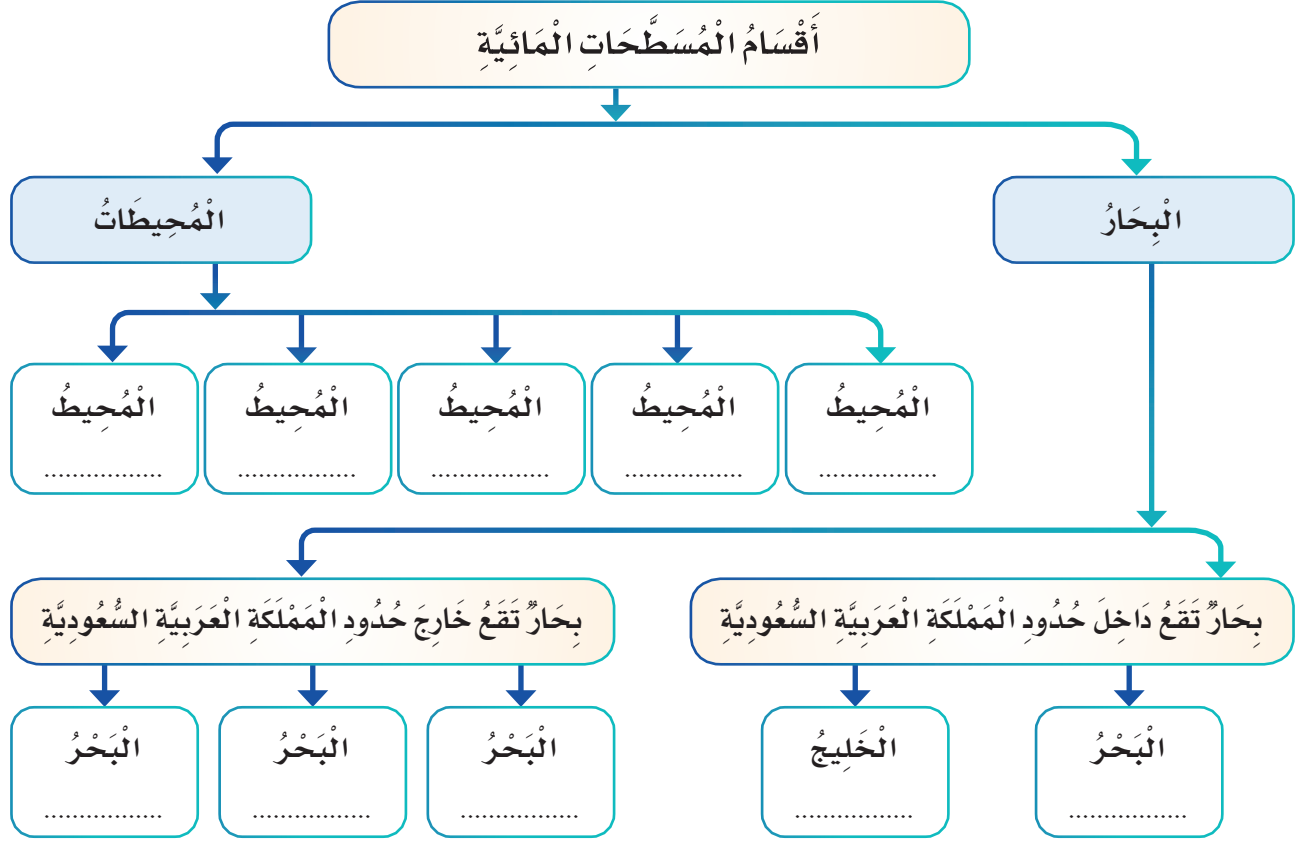 أَقْسَامُ الْمُسَطَّحَاتِ الْمَائِيَّةِ
الْبِحَارُ
الْمُحِيطَاتُ
الْمُحِيطُ
................
الْمُحِيطُ
................
الْمُحِيطُ
................
الْمُحِيطُ
................
الْمُحِيطُ
................
بِحَارٌ تَقَعُ دَاخِلَ حُدُودِ الْمَمْلَكَةِ الْعَرَبِيَّةِ السُّعُودِيَّةِ
بِحَارٌ تَقَعُ خَارِجَ حُدُودِ الْمَمْلَكَةِ الْعَرَبِيَّةِ السُّعُودِيَّةِ
الْبَحْرُ
................
الْخَلِيجُ
................
الْبَحْرُ
................
الْبَحْرُ
................
الْبَحْرُ
................